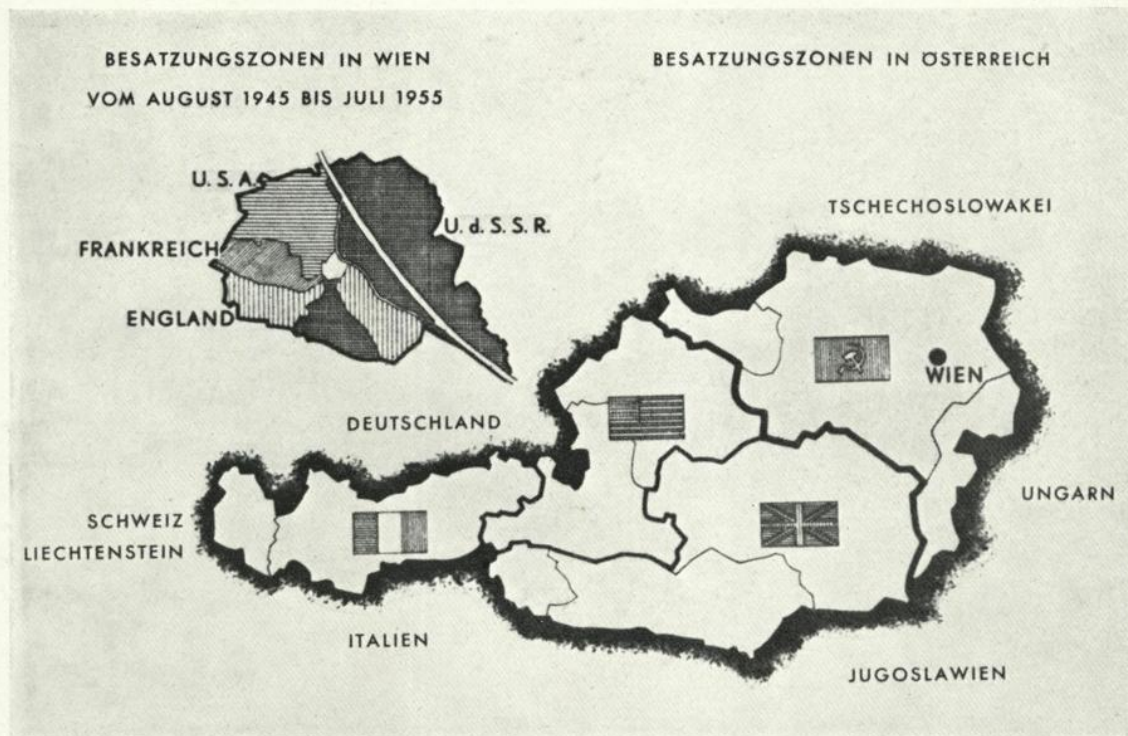 BESATZUNGSZONEN IN WIEN
VOM AUGUST 1945 BIS JULI 1955
BESATZUNGSZONEN IN ÖSTERREICH
U.S.A.
U.d.S.S.R.
FRANKREICH
ENGLAND
TSCHECHOSLOWAKEI
WIEN
DEUTSCHLAND
UNGARN
SCHWEIZ
LIECHTENSTEIN
ITALIEN
JUGOSLAWIEN